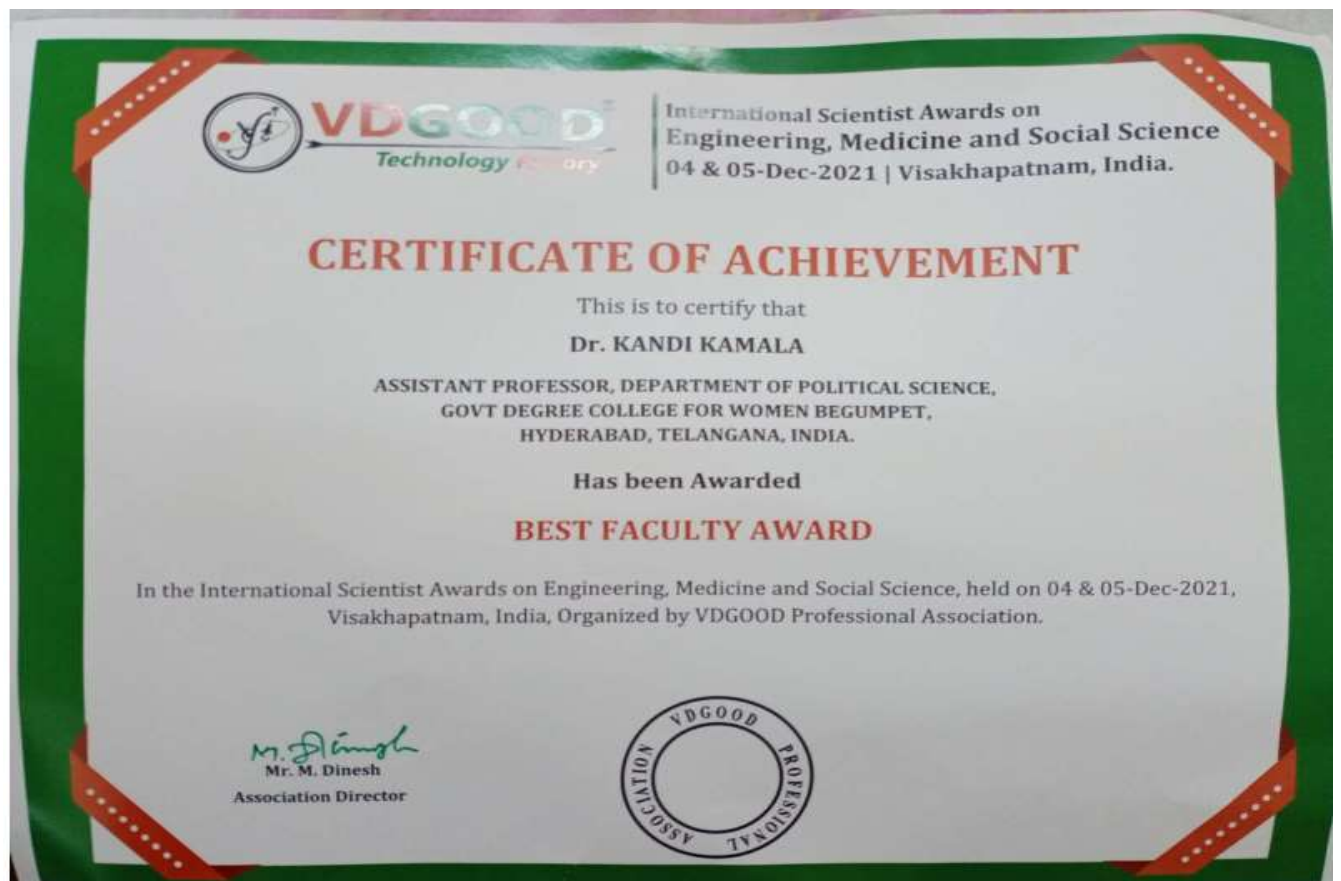 VDGOOD
Technology Factory
International Scientist Awards on
Engineering, Medicine and Social Science
04 & 05-Dec-2021 | Visakhapatnam, India.
CERTIFICATE OF ACHIEVEMENT
This is to certify that
Dr. KANDI KAMALA
ASSISTANT PROFESSOR, DEPARTMENT OF POLITICAL SCIENCE,
GOVT DEGREE COLLEGE FOR WOMEN BEGUMPET,
HYDERABAD, TELANGANA, INDIA.
Has been Awarded
BEST FACULTY AWARD
In the International Scientist Awards on Engineering, Medicine and Social Science, held on 04 & 05-Dec-2021,
Visakhapatnam, India, Organized by VDGOOD Professional Association.
M. Dinesh
Mr. M. Dinesh
Association Director
VDGOOD PROFESSIONAL ASSOCIATION